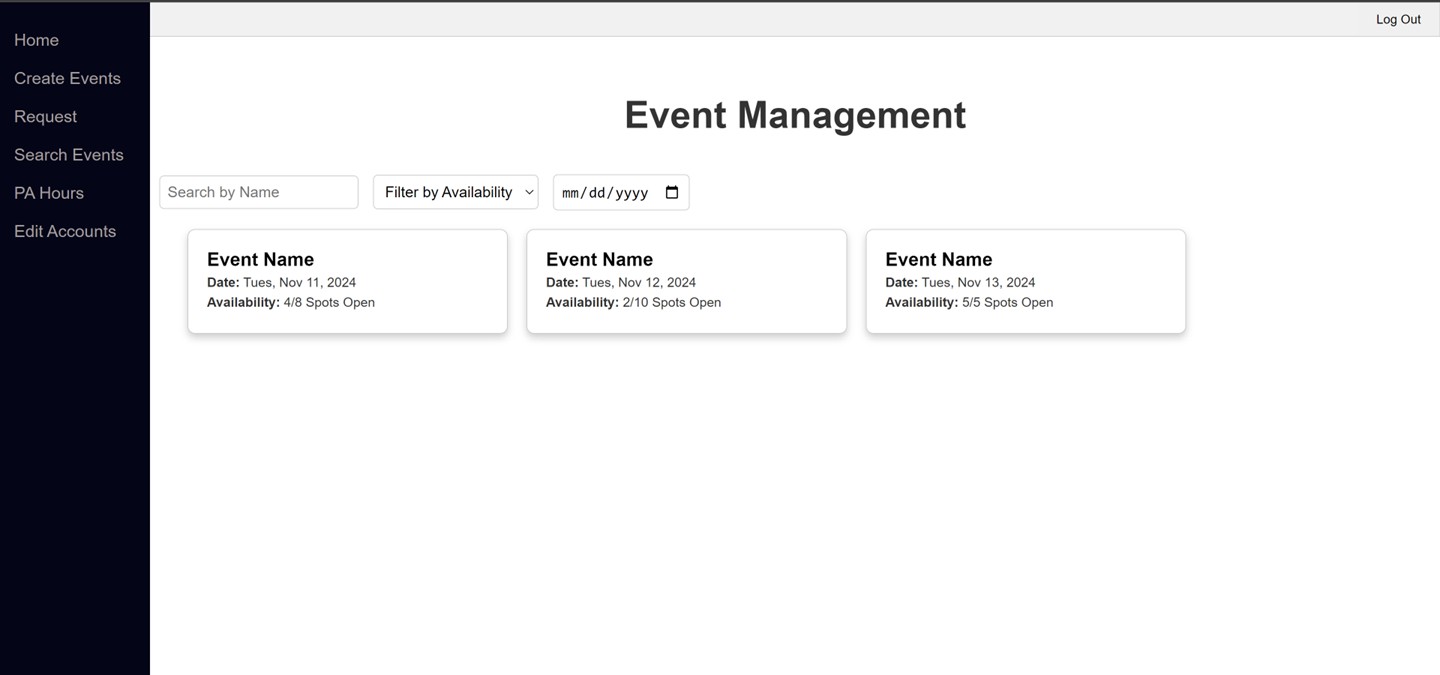 Log Out
Home
Create Events
Request
Search Events
PA Hours
Edit Accounts
Event Management
Search by Name
Filter by Availability
mm/dd/yyyy
Event Name
Date: Tues, Nov 11, 2024
Availability: 4/8 Spots Open
Event Name
Date: Tues, Nov 12, 2024
Availability: 2/10 Spots Open
Event Name
Date: Tues, Nov 13, 2024
Availability: 5/5 Spots Open